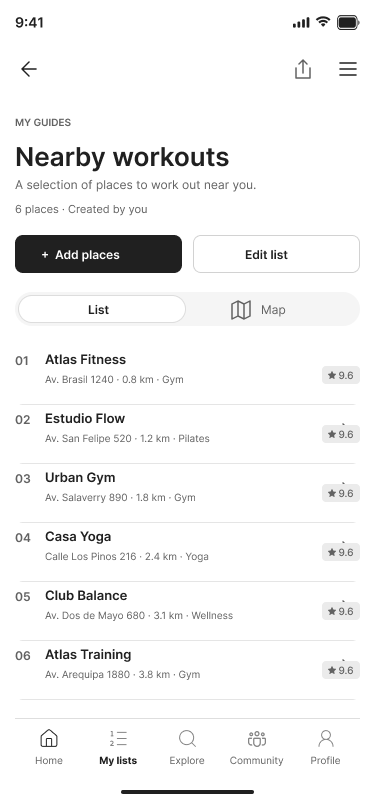 9:41
MY GUIDES
Nearby workouts
A selection of places to work out near you.
6 places · Created by you
+ Add places
Edit list
List
Map
01 Atlas Fitness
Av. Brasil 1240 · 0.8 km · Gym
★ 9.6
02 Estudio Flow
Av. San Felipe 520 · 1.2 km · Pilates
★ 9.6
03 Urban Gym
Av. Salaverry 890 · 1.8 km · Gym
★ 9.6
04 Casa Yoga
Calle Los Pinos 216 · 2.4 km · Yoga
★ 9.6
05 Club Balance
Av. Dos de Mayo 680 · 3.1 km · Wellness
★ 9.6
06 Atlas Training
Av. Arequipa 1880 · 3.8 km · Gym
★ 9.6
Home
My lists
Explore
Community
Profile